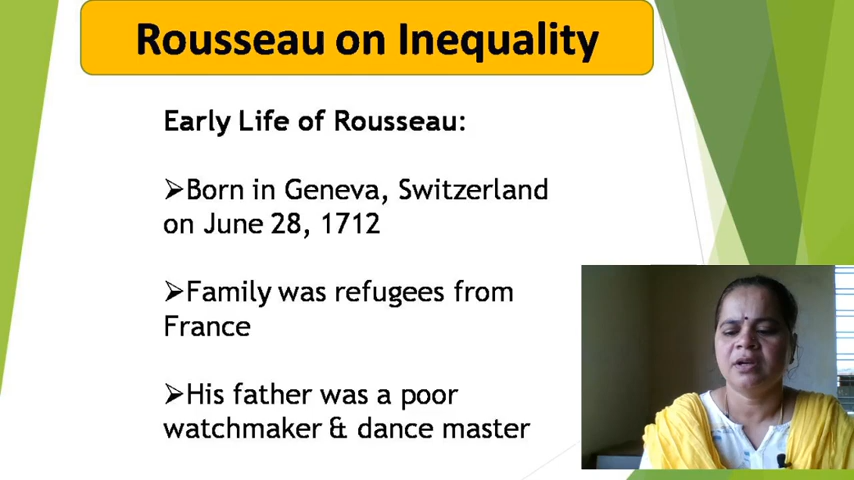 Rousseau on Inequality
Early Life of Rousseau:
➢Born in Geneva, Switzerland
on June 28, 1712
➢Family was refugees from
France
➢His father was a poor
watchmaker & dance master